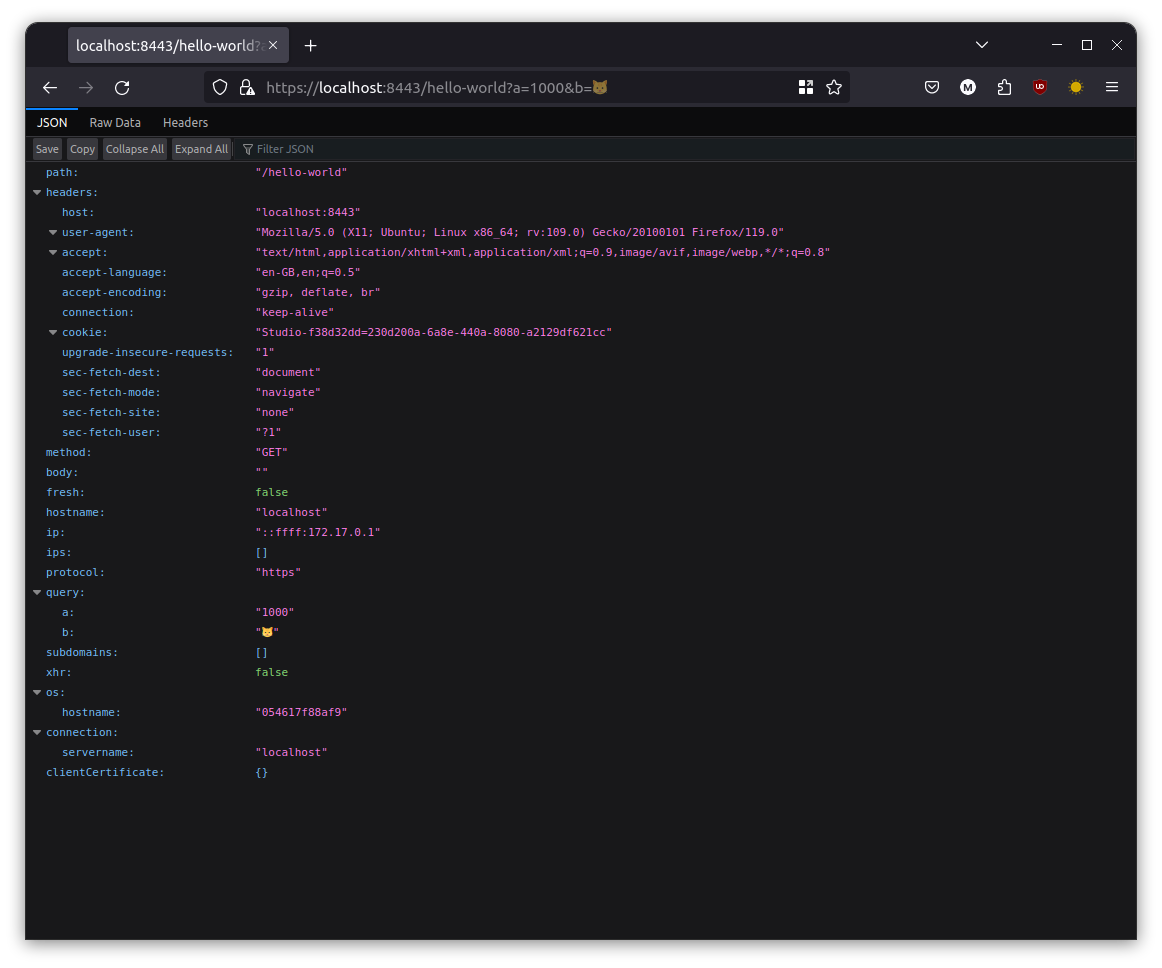 localhost:8443/hello-world?a
https://localhost:8443/hello-world?a=1000&b=🐱
M
UD
JSON Raw Data Headers
Save Copy Collapse All Expand All Filter JSON
path: "/hello-world"
headers:
host: "localhost:8443"
user-agent: "Mozilla/5.0 (X11; Ubuntu; Linux x86_64; rv:109.0) Gecko/20100101 Firefox/119.0"
accept: "text/html,application/xhtml+xml,application/xml;q=0.9,image/avif,image/webp,*/*;q=0.8"
accept-language: "en-GB,en;q=0.5"
accept-encoding: "gzip, deflate, br"
connection: "keep-alive"
cookie: "Studio-f38d32dd=230d200a-6a8e-440a-8080-a2129df621cc"
upgrade-insecure-requests: "1"
sec-fetch-dest: "document"
sec-fetch-mode: "navigate"
sec-fetch-site: "none"
sec-fetch-user: "?1"
method: "GET"
body: ""
fresh: false
hostname: "localhost"
ip: "::ffff:172.17.0.1"
ips: []
protocol: "https"
query:
a: "1000"
b: "🐱"
subdomains: []
xhr: false
os:
hostname: "054617f88af9"
connection:
servername: "localhost"
clientCertificate: {}